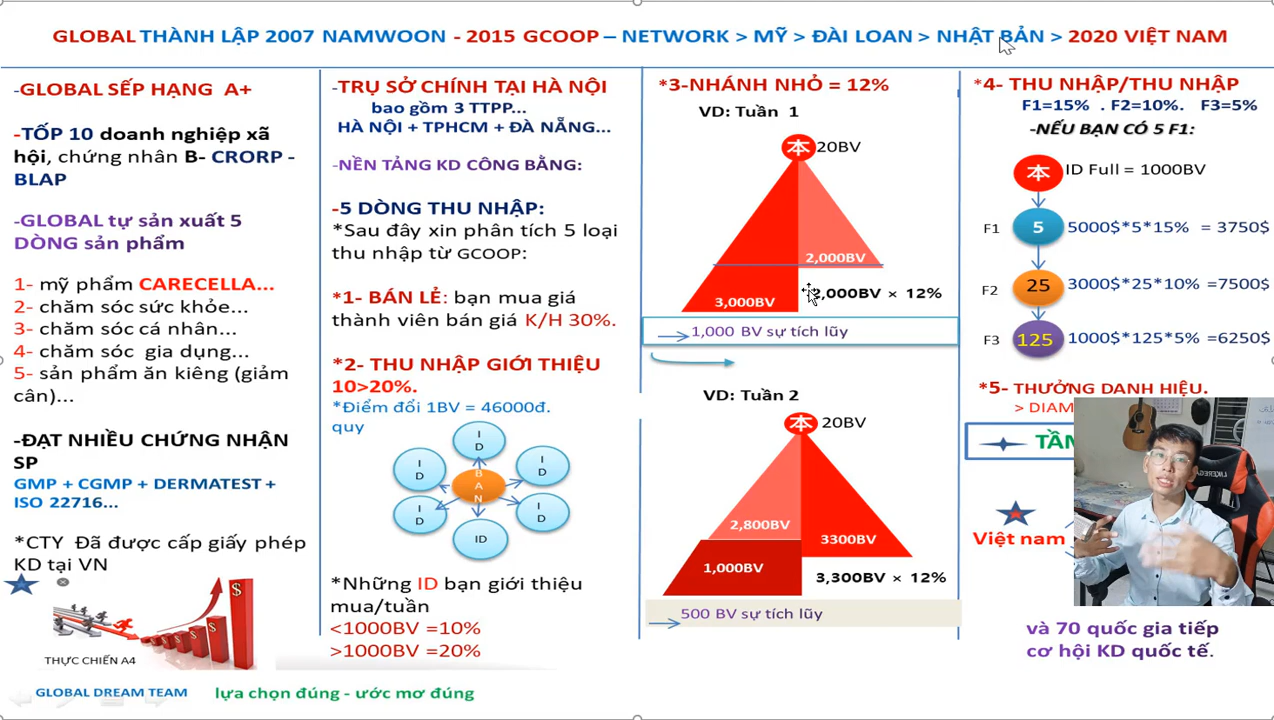 GLOBAL THÀNH LẬP 2007 NAMWOON - 2015 GCOOP – NETWORK > MỸ > ĐÀI LOAN > NHẬT BẢN > 2020 VIỆT NAM
-GLOBAL SẾP HẠNG A+
-TỐP 10 doanh nghiệp xã
hội, chứng nhân B- CRORP -
BLAP
-GLOBAL tự sản xuất 5
DÒNG sản phẩm
1- mỹ phẩm CARECELLA...
2- chăm sóc sức khỏe...
3- chăm sóc cá nhân...
4- chăm sóc gia dụng...
5- sản phẩm ăn kiêng (giảm
cân)...
-ĐẠT NHIỀU CHỨNG NHẬN
SP
GMP + CGMP + DERMATEST +
ISO 22716...
*CTY Đã được cấp giấy phép
KD tại VN
$
$
$
$
$
THỰC CHIẾN A4
GLOBAL DREAM TEAM
lựa chọn đúng - ước mơ đúng
-TRỤ SỞ CHÍNH TẠI HÀ NỘI
bao gồm 3 TTPP...
HÀ NỘI + TPHCM + ĐÀ NẴNG...
-NỀN TẢNG KD CÔNG BẰNG:
-5 DÒNG THU NHẬP:
*Sau đây xin phân tích 5 loại
thu nhập từ GCOOP:
*1- BÁN LẺ: bạn mua giá
thành viên bán giá K/H 30%.
*2- THU NHẬP GIỚI THIỆU
10>20%.
*Điểm đổi 1BV = 46000đ.
quy
ID
ID
ID
BẠN
ID
ID
ID
*Những ID bạn giới thiệu
mua/tuần
<1000BV =10%
>1000BV =20%
*3-NHÁNH NHỎ = 12%
VD: Tuần 1
本 20BV
2,000BV
3,000BV
2,000BV × 12%
1,000 BV sự tích lũy
VD: Tuần 2
本 20BV
2,800BV
3300BV
1,000BV
3,300BV × 12%
500 BV sự tích lũy
*4- THU NHẬP/THU NHẬP
F1=15% . F2=10%. F3=5%
-NẾU BẠN CÓ 5 F1:
本 ID Full = 1000BV
F1 5 5000$*5*15% = 3750$
F2 25 3000$*25*10% = 7500$
F3 125 1000$*125*5% = 6250$
*5- THƯỞNG DANH HIỆU.
> DIAM
TẦ
Việt nam
và 70 quốc gia tiếp
cơ hội KD quốc tế.